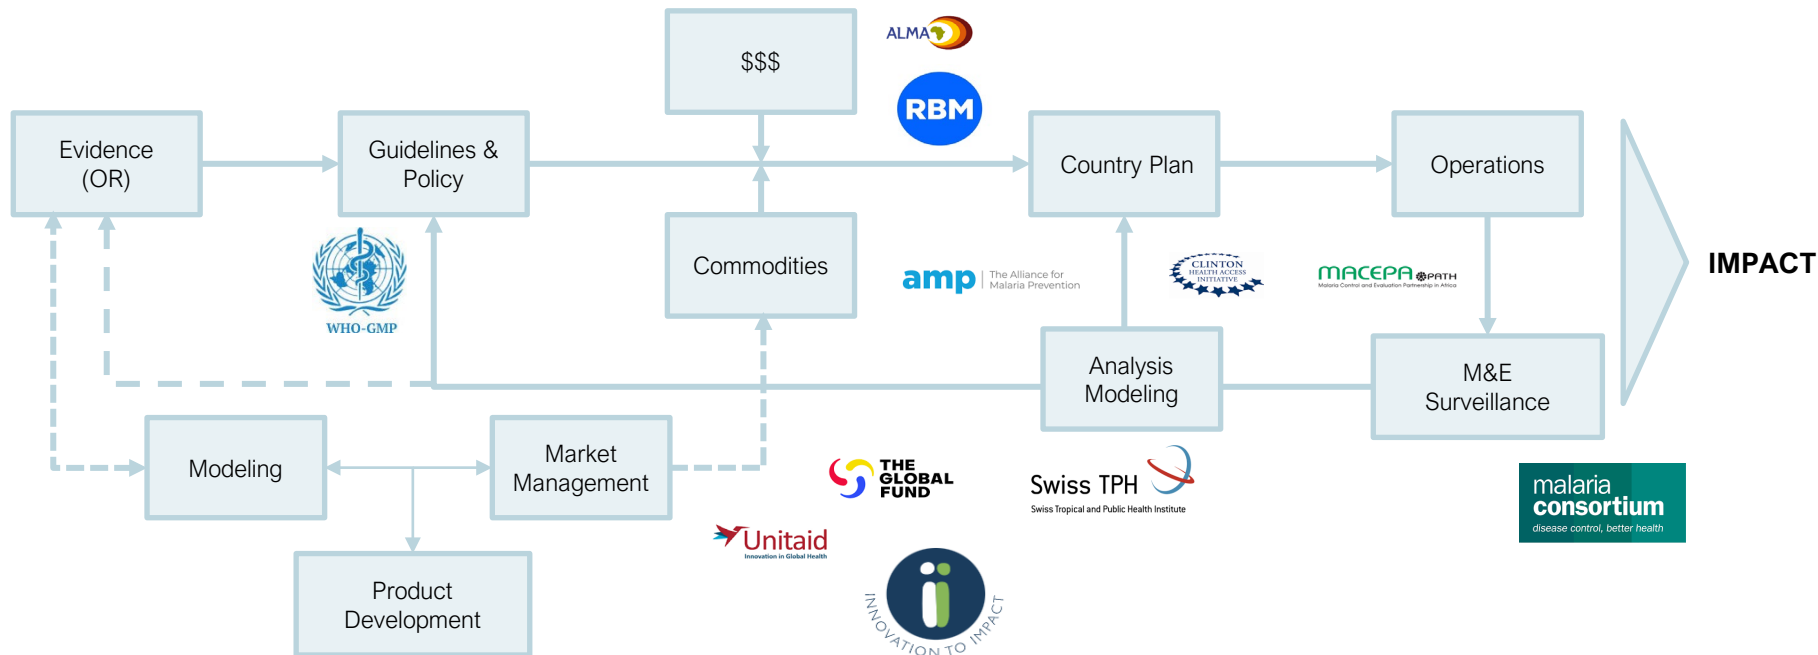 $$$
ALMA
RBM
Evidence
(OR)
Guidelines &
Policy
Country Plan
Operations
Commodities
WHO-GMP
amp
The Alliance for
Malaria Prevention
CLINTON
HEALTH ACCESS
INITIATIVE
MACEPA PATH
Malaria Control and Evaluation Partnership in Africa
IMPACT
Analysis
Modeling
M&E
Surveillance
Modeling
Market
Management
THE
GLOBAL
FUND
Swiss TPH
Swiss Tropical and Public Health Institute
malaria
consortium
disease control, better health
Unitaid
Innovation in Global Health
Product
Development
INNOVATION TO IMPACT